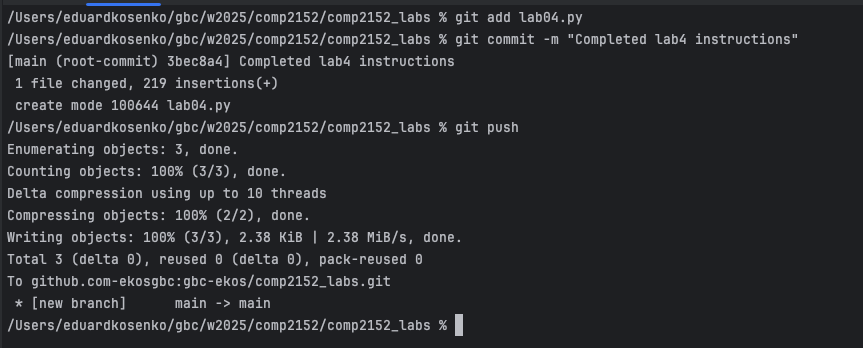 /Users/eduardkosenko/gbc/w2025/comp2152/comp2152_labs % git add lab04.py
/Users/eduardkosenko/gbc/w2025/comp2152/comp2152_labs % git commit -m "Completed lab4 instructions"
[main (root-commit) 3bec8a4] Completed lab4 instructions
 1 file changed, 219 insertions(+)
 create mode 100644 lab04.py
/Users/eduardkosenko/gbc/w2025/comp2152/comp2152_labs % git push
Enumerating objects: 3, done.
Counting objects: 100% (3/3), done.
Delta compression using up to 10 threads
Compressing objects: 100% (2/2), done.
Writing objects: 100% (3/3), 2.38 KiB | 2.38 MiB/s, done.
Total 3 (delta 0), reused 0 (delta 0), pack-reused 0
To github.com-ekosgbc:gbc-ekos/comp2152_labs.git
 * [new branch]      main -> main
/Users/eduardkosenko/gbc/w2025/comp2152/comp2152_labs %